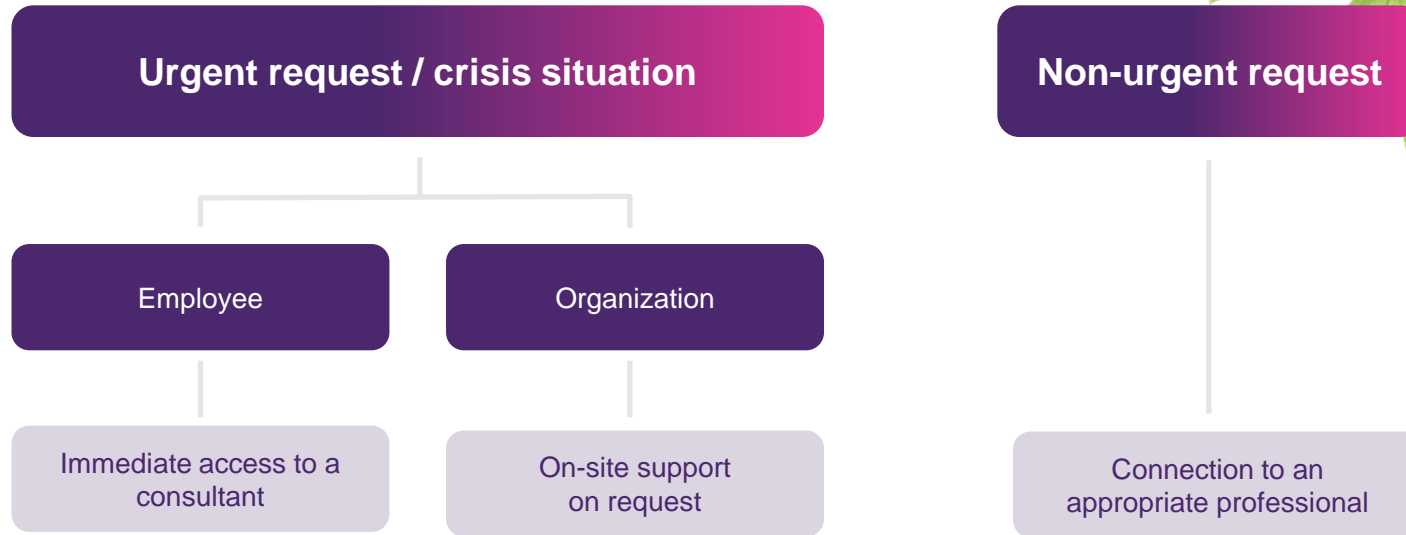 Urgent request / crisis situation
Non-urgent request
Employee
Organization
Immediate access to a
consultant
On-site support
on request
Connection to an
appropriate professional